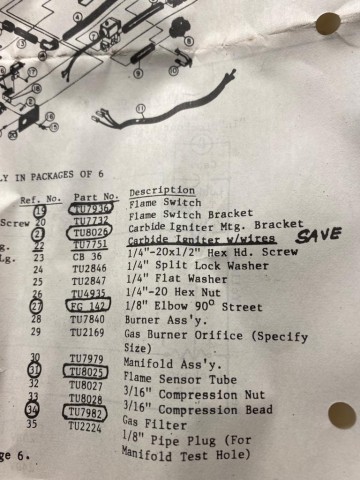 11
LY IN PACKAGES OF 6
Ref. No. Part No. Description
19 TU7936 Flame Switch
Screw 20 TU7732 Flame Switch Bracket
21 TU8026 Carbide Igniter Mtg. Bracket
g. 22 TU7751 Carbide Igniter w/wires SAVE
Lg. 23 CB 36 1/4"-20x1/2" Hex Hd. Screw
24 TU2846 1/4" Split Lock Washer
25 TU2847 1/4" Flat Washer
26 TU4935 1/4"-20 Hex Nut
27 FG 142 1/8" Elbow 90° Street
28 TU7840 Burner Ass'y.
29 TU2169 Gas Burner Orifice (Specify
Size)
30 TU7979 Manifold Ass'y.
31 TU8025 Flame Sensor Tube
32 TU8027 3/16" Compression Nut
33 TU8028 3/16" Compression Bead
34 TU7982 Gas Filter
35 TU2224 1/8" Pipe Plug (For
ge 6. Manifold Test Hole)